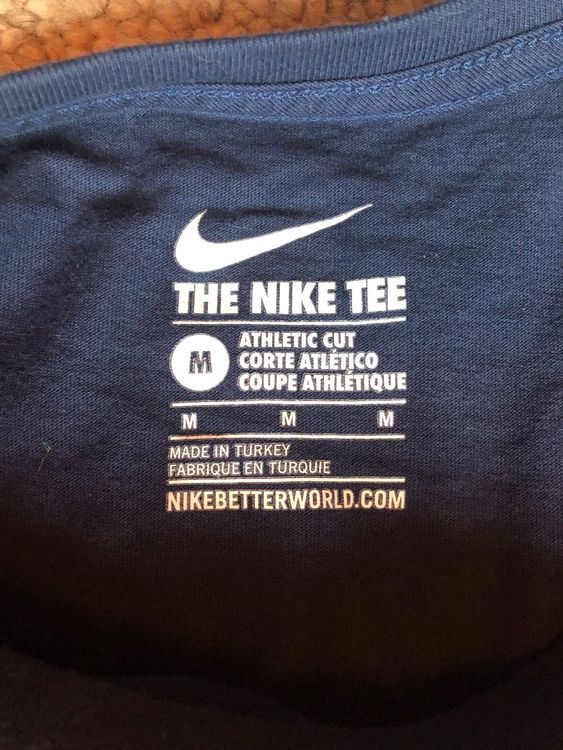 THE NIKE TEE
M
ATHLETIC CUT
CORTE ATLÉTICO
COUPE ATHLÉTIQUE
M M M
MADE IN TURKEY
FABRIQUE EN TURQUIE
NIKEBETTERWORLD.COM